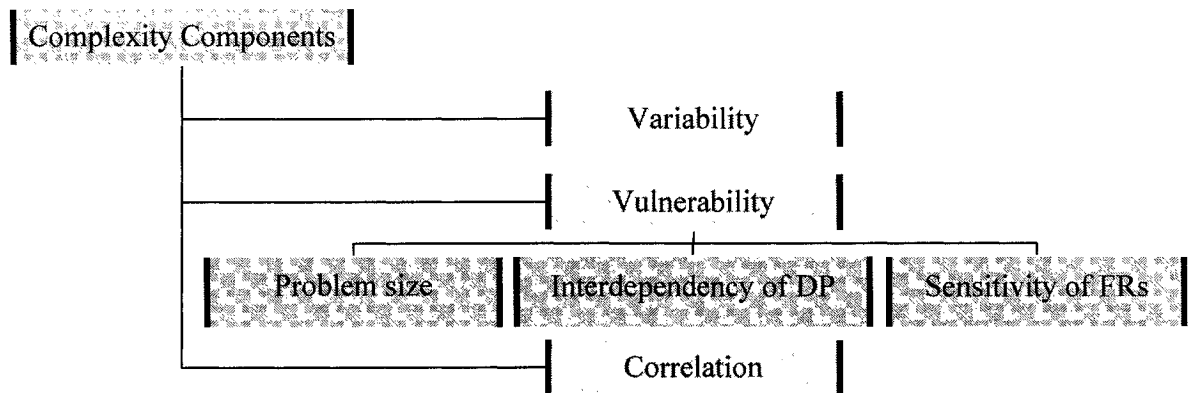 Complexity Components
Variability
Vulnerability
Problem size
Interdependency of DP
Sensitivity of FRs
Correlation